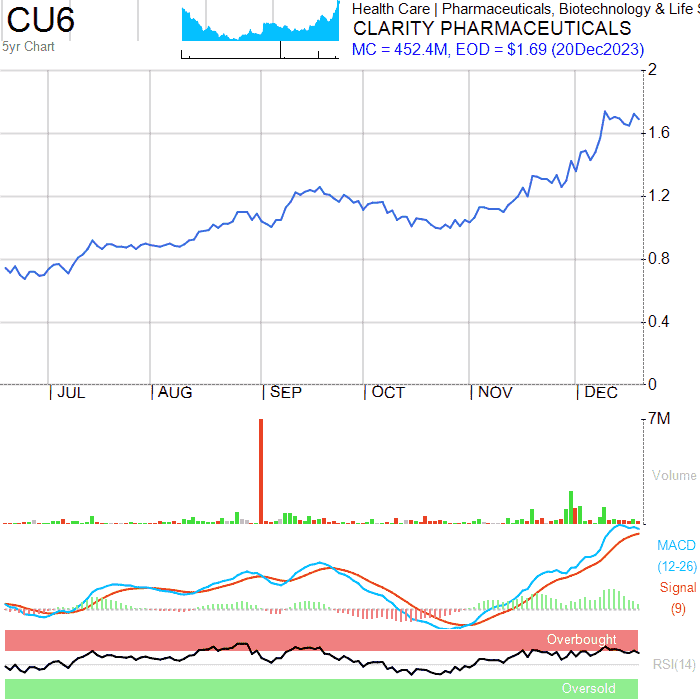 CU6
5yr Chart
Health Care | Pharmaceuticals, Biotechnology & Life S
CLARITY PHARMACEUTICALS
MC = 452.4M, EOD = $1.69 (20Dec2023)
2
1.6
1.2
0.8
0.4
0
| JUL | AUG | SEP | OCT | NOV | DEC
7M
Volume
MACD
(12-26)
Signal
(9)
Overbought
RSI(14)
Oversold